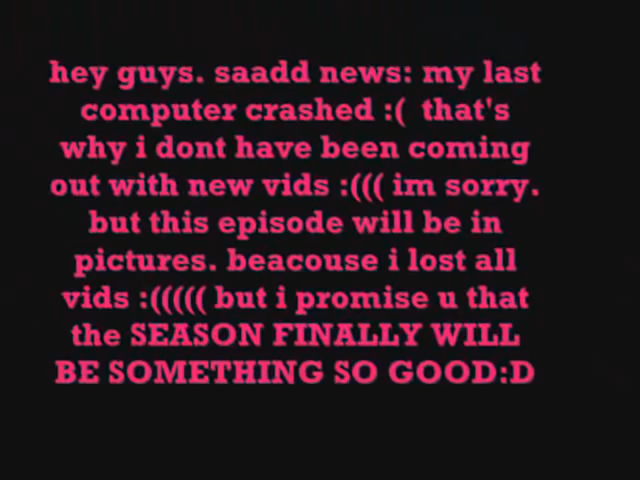 hey guys. saadd news: my last
computer crashed :( that's
why i dont have been coming
out with new vids :((( im sorry.
but this episode will be in
pictures. beacouse i lost all
vids :((((( but i promise u that
the SEASON FINALLY WILL
BE SOMETHING SO GOOD:D